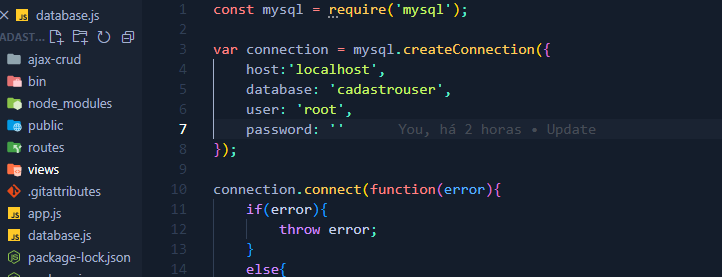 database.js
ADAST...
ajax-crud
bin
node_modules
public
routes
views
.gitattributes
app.js
database.js
package-lock.json
1 const mysql = require('mysql');
2
3 var connection = mysql.createConnection({
4 host:'localhost',
5 database: 'cadastrouser',
6 user: 'root',
7 password: '' You, há 2 horas • Update
8 });
9
10 connection.connect(function(error){
11 if(error){
12 throw error;
13 }
14 else{